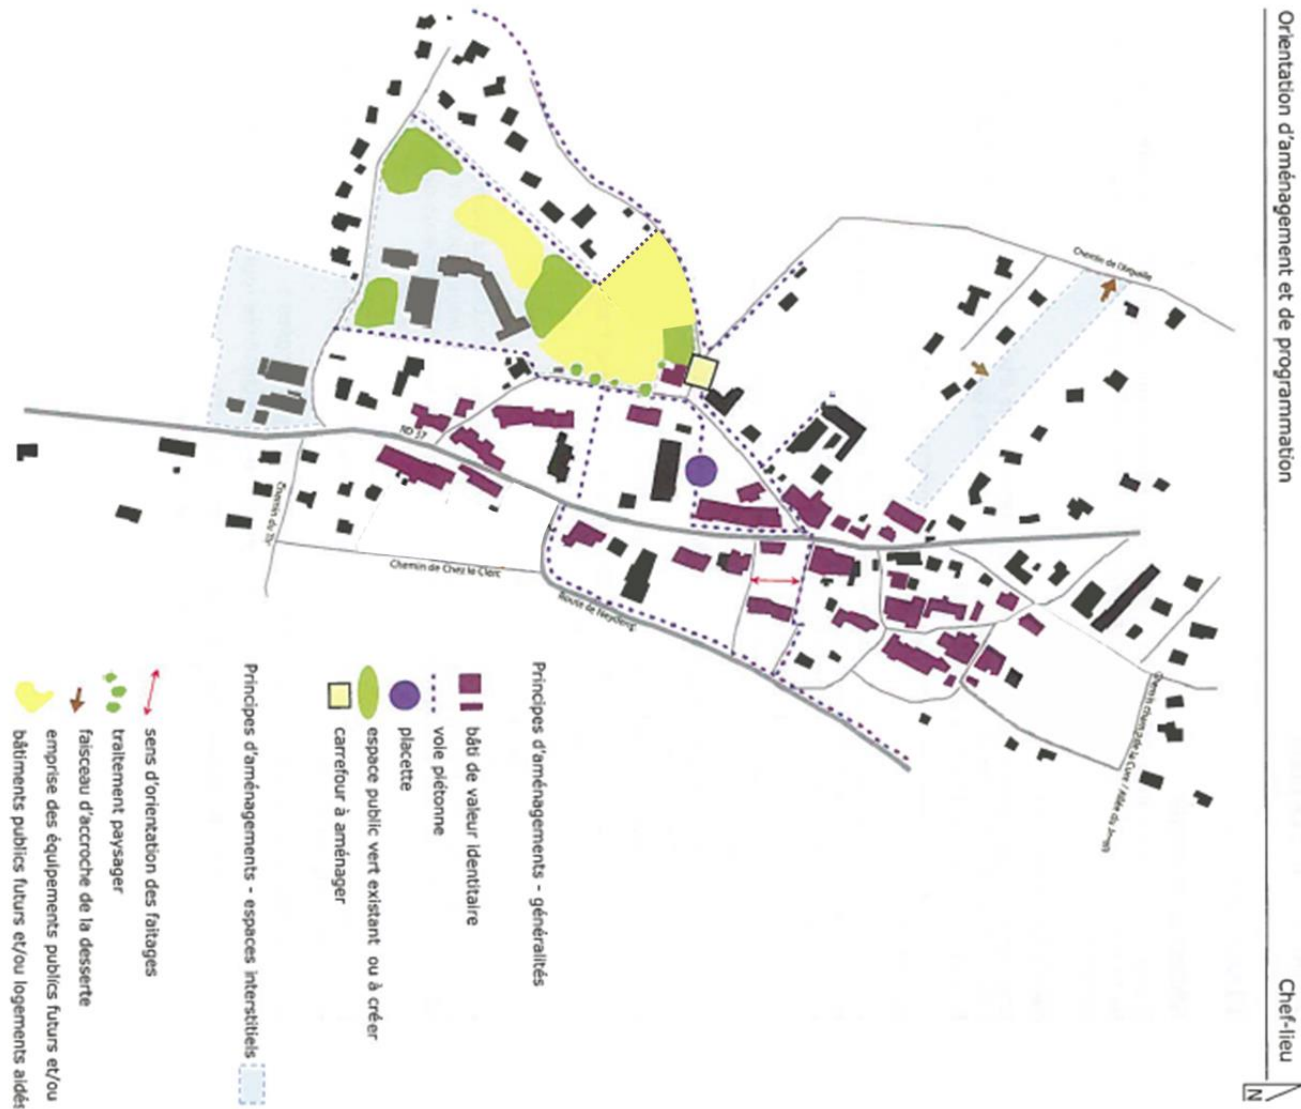 Orientation d'aménagement et de programmation
Chef-lieu
N
Chemin de l'Aiguille
RD 57
Chemin de Chez le Clerc
Route de Neydens
Principes d'aménagements - généralités
bâti de valeur identitaire
voie piétonne
placette
espace public vert existant ou à créer
carrefour à aménager
Principes d'aménagements - espaces interstitiels
sens d'orientation des faitages
traitement paysager
faisceau d'accroche de la desserte
emprise des équipements publics futurs et/ou
bâtiments publics futurs et/ou logements aidés